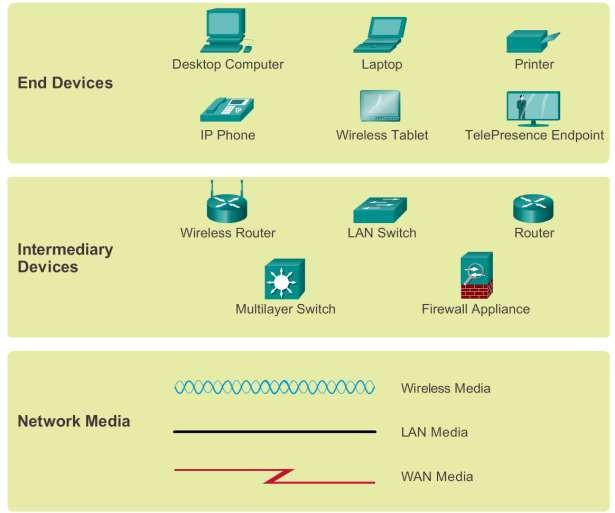 End Devices
Desktop Computer
Laptop
Printer
IP Phone
Wireless Tablet
TelePresence Endpoint
Intermediary
Devices
Wireless Router
LAN Switch
Router
Multilayer Switch
Firewall Appliance
Network Media
Wireless Media
LAN Media
WAN Media